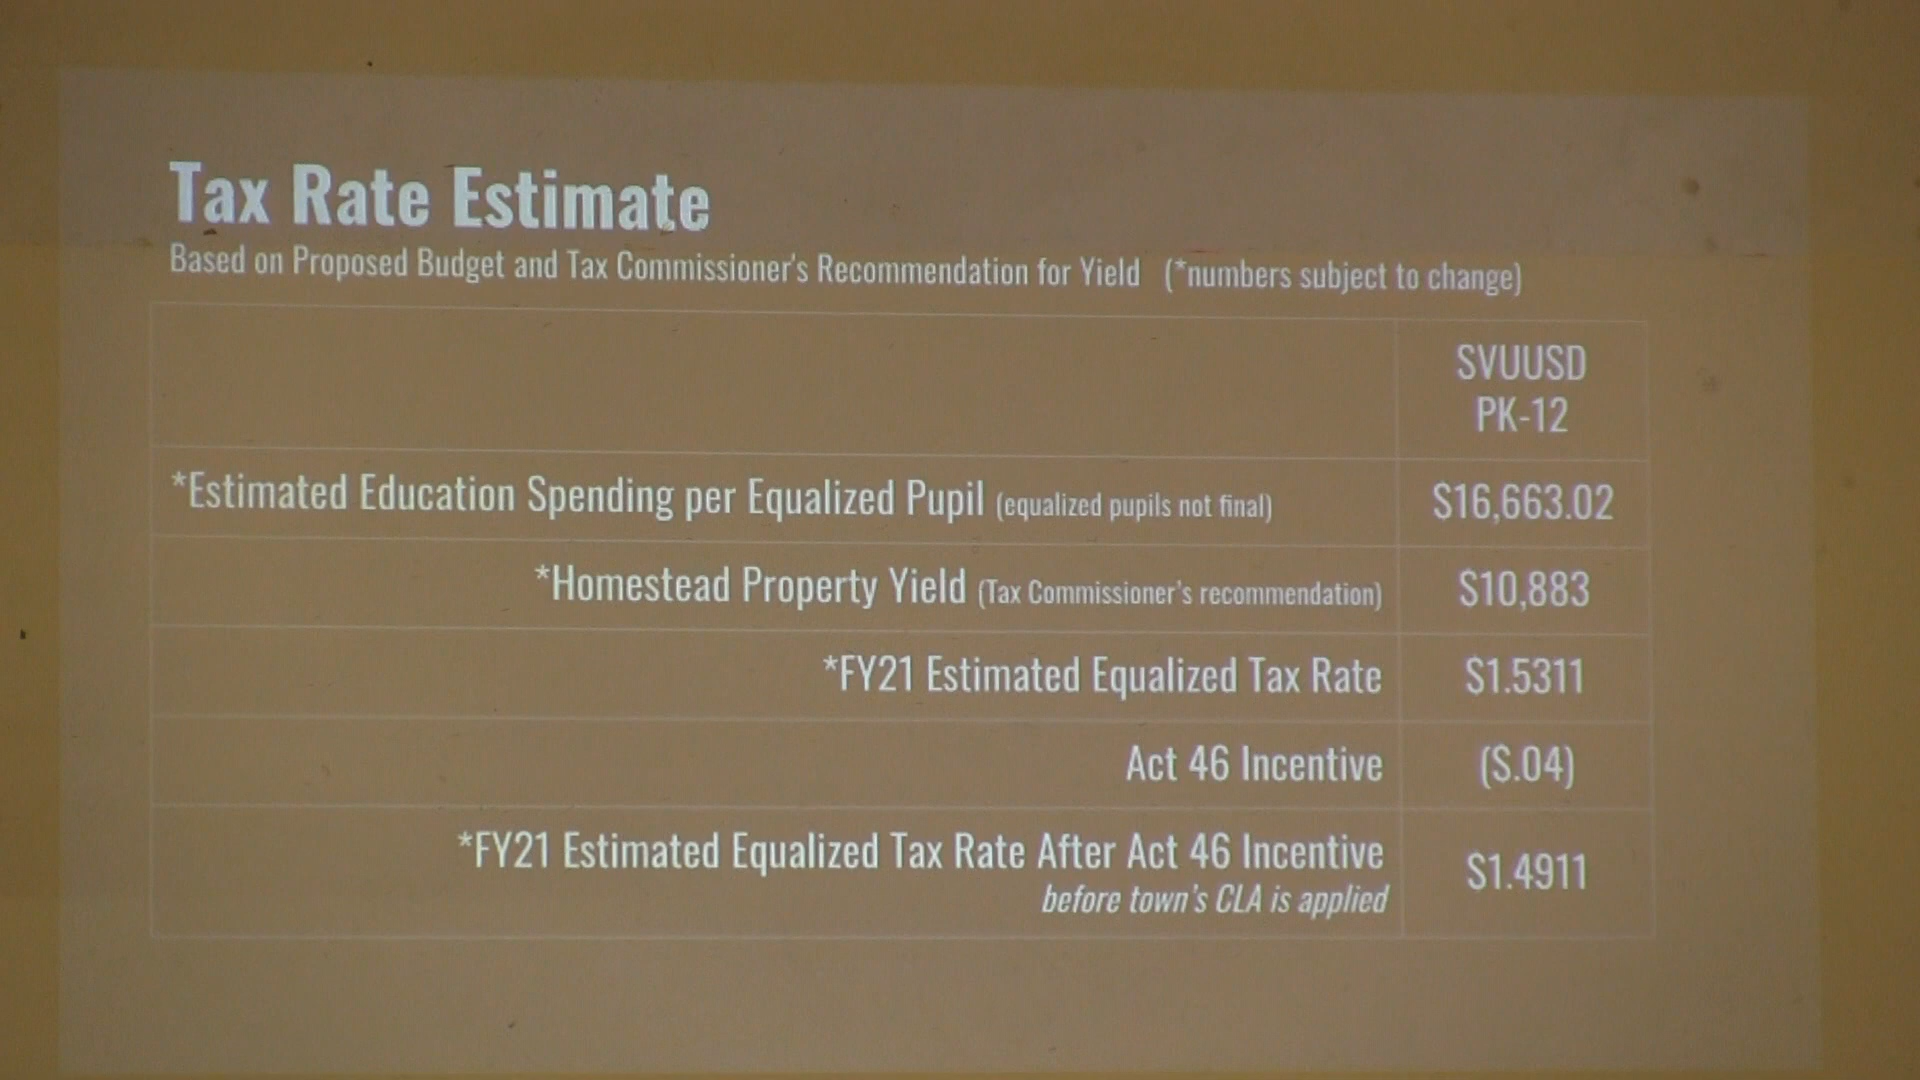 Tax Rate Estimate
Based on Proposed Budget and Tax Commissioner's Recommendation for Yield (*numbers subject to change)
SVUUSD
PK-12
*Estimated Education Spending per Equalized Pupil (equalized pupils not final) $16,663.02
*Homestead Property Yield (Tax Commissioner's recommendation) $10,883
*FY21 Estimated Equalized Tax Rate $1.5311
Act 46 Incentive ($.04)
*FY21 Estimated Equalized Tax Rate After Act 46 Incentive $1.4911
before town's CLA is applied